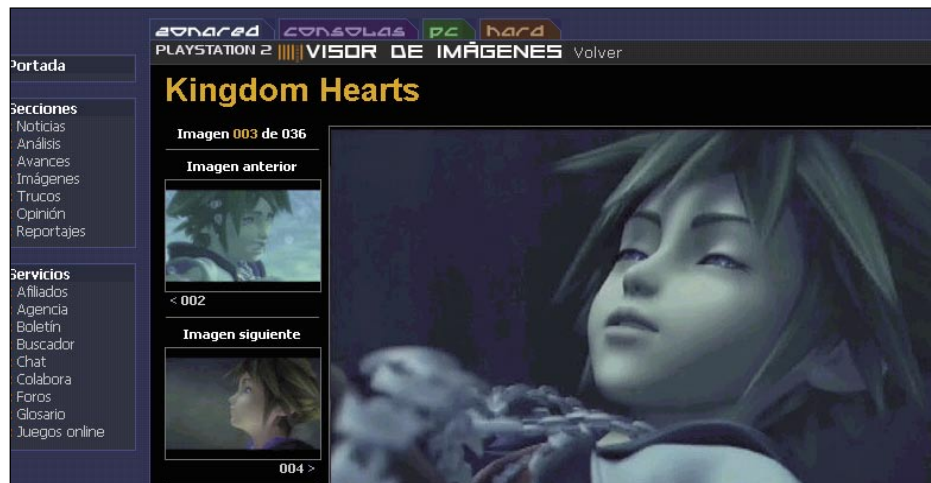 zonared consolas pc hard
PLAYSTATION 2 VISOR DE IMÁGENES Volver
Portada
Kingdom Hearts
Secciones
Noticias
Análisis
Avances
Imágenes
Trucos
Opinión
Reportajes
Servicios
Afiliados
Agencia
Boletín
Buscador
Chat
Colabora
Foros
Glosario
Juegos online
Imagen 003 de 036
Imagen anterior
< 002
Imagen siguiente
004 >